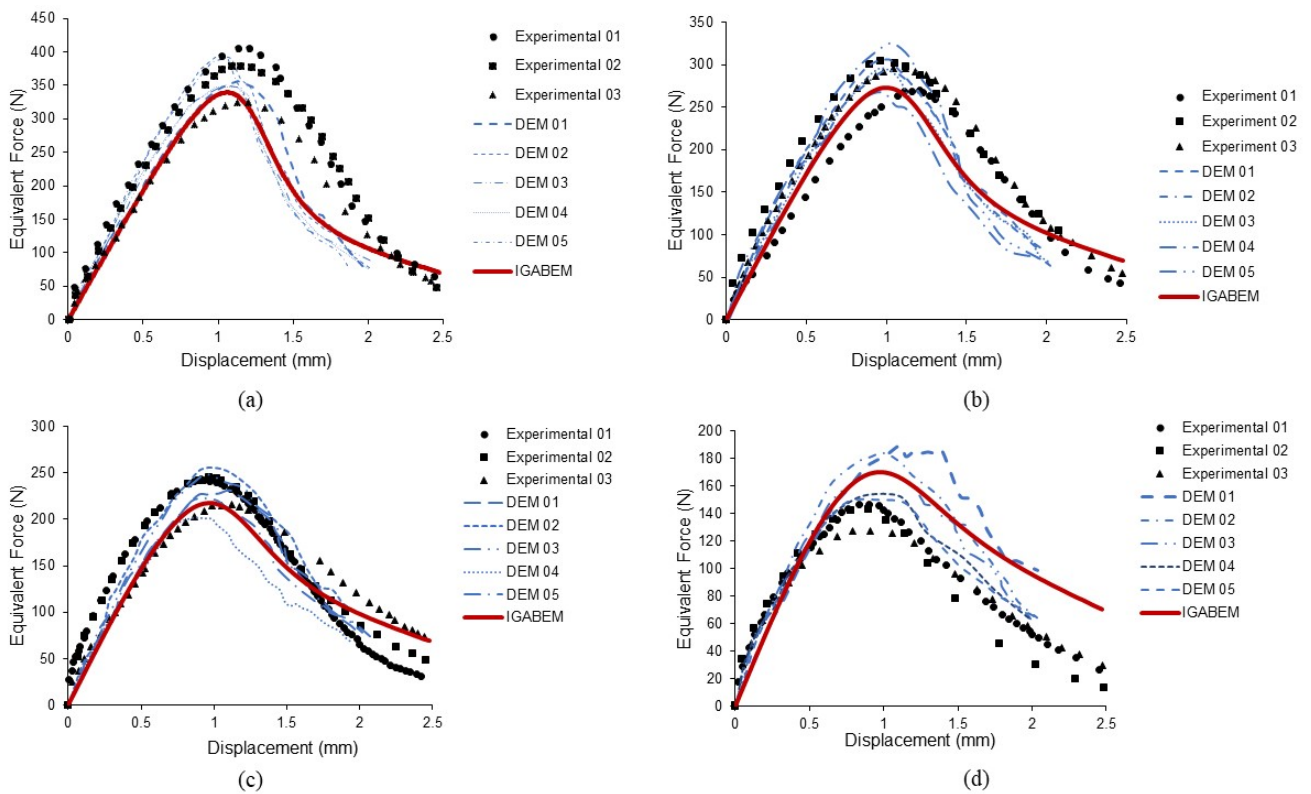 450
400
350
300
250
200
150
100
50
0
Equivalent Force (N)
0
0.5
1
1.5
2
2.5
Displacement (mm)
Experimental 01
Experimental 02
Experimental 03
DEM 01
DEM 02
DEM 03
DEM 04
DEM 05
IGABEM
(a)
350
300
250
200
150
100
50
0
Equivalent Force (N)
0
0.5
1
1.5
2
2.5
Displacement (mm)
Experiment 01
Experiment 02
Experiment 03
DEM 01
DEM 02
DEM 03
DEM 04
DEM 05
IGABEM
(b)
300
250
200
150
100
50
0
Equivalent Force (N)
0
0.5
1
1.5
2
2.5
Displacement (mm)
Experimental 01
Experimental 02
Experimental 03
DEM 01
DEM 02
DEM 03
DEM 04
DEM 05
IGABEM
(c)
200
180
160
140
120
100
80
60
40
20
0
Equivalent Force (N)
0
0.5
1
1.5
2
2.5
Displacement (mm)
Experimental 01
Experimental 02
Experimental 03
DEM 01
DEM 02
DEM 03
DEM 04
DEM 05
IGABEM
(d)